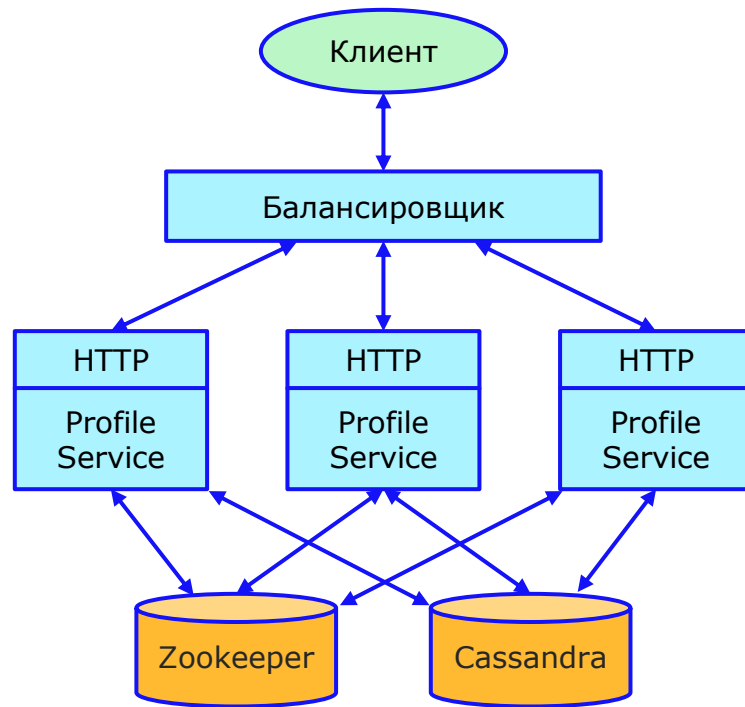 Клиент
Балансировщик
HTTP
HTTP
HTTP
Profile
Service
Profile
Service
Profile
Service
Zookeeper
Cassandra